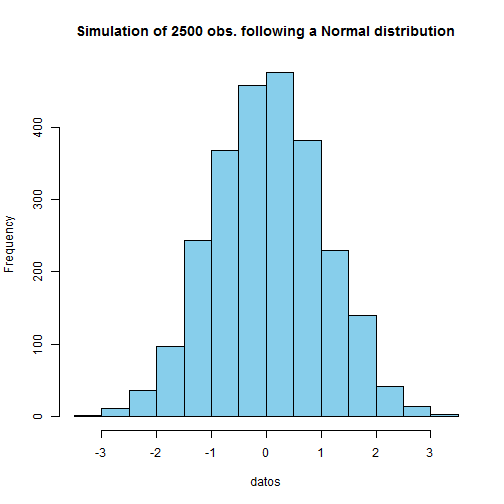 Simulation of 2500 obs. following a Normal distribution
Frequency
400
300
200
100
0
-3 -2 -1 0 1 2 3
datos